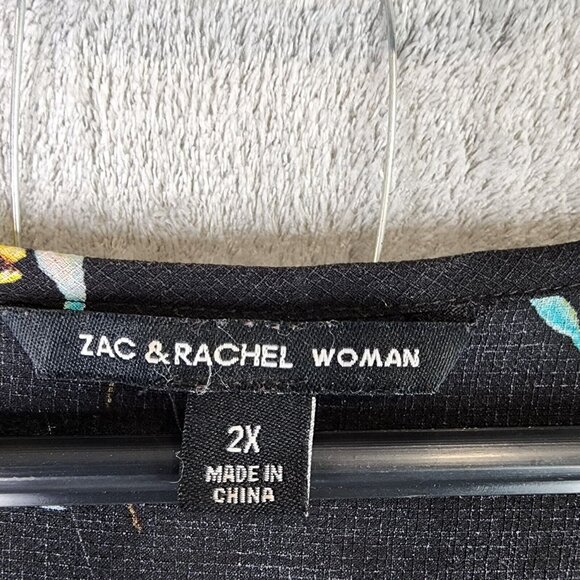 ZAC & RACHEL WOMAN
2X
MADE IN
CHINA